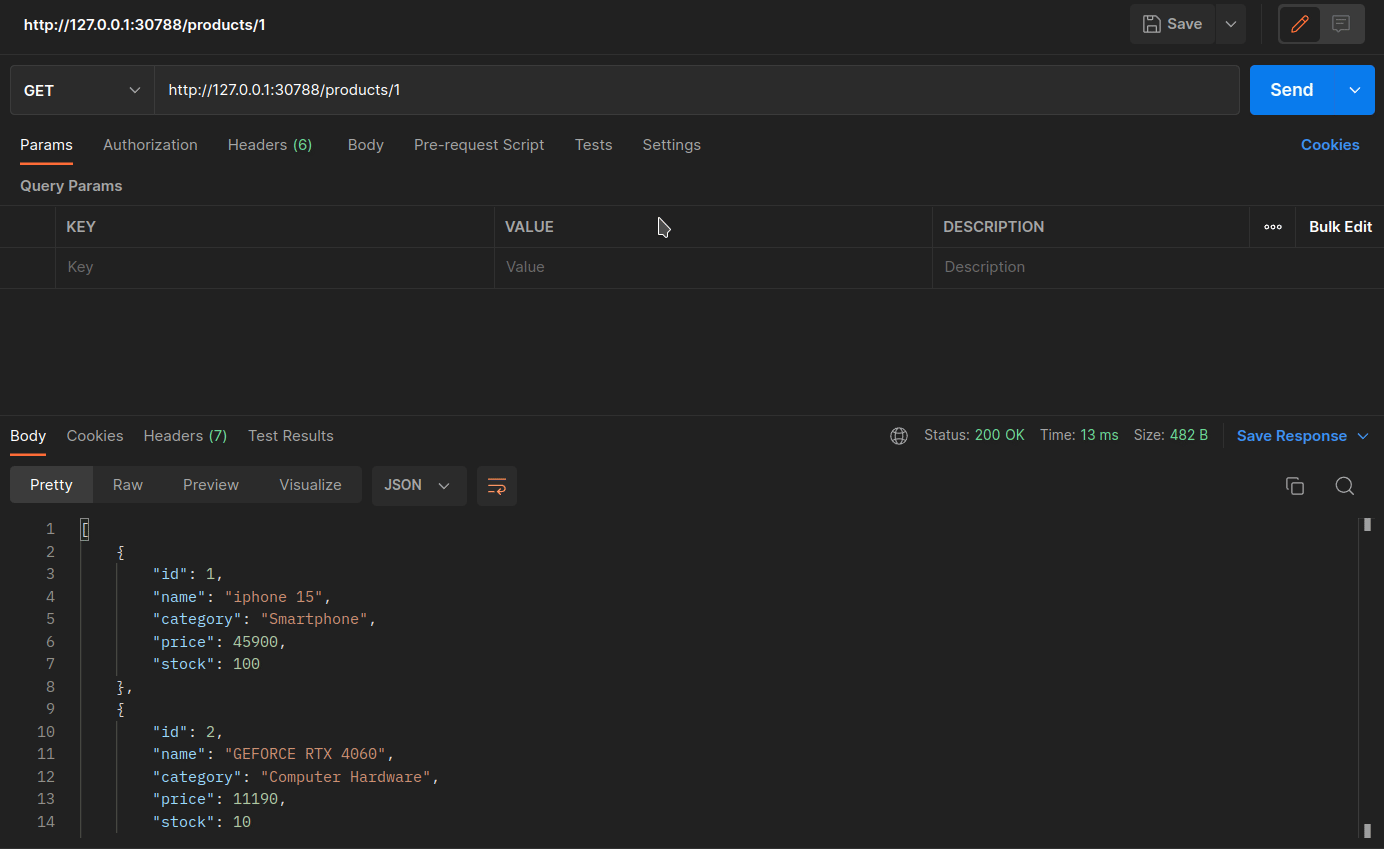 http://127.0.0.1:30788/products/1
Save
GET
http://127.0.0.1:30788/products/1
Send
Params Authorization Headers (6) Body Pre-request Script Tests Settings Cookies
Query Params
KEY VALUE DESCRIPTION Bulk Edit
Key Value Description
Body Cookies Headers (7) Test Results Status: 200 OK Time: 13 ms Size: 482 B Save Response
Pretty Raw Preview Visualize JSON
1 [
2 {
3 "id": 1,
4 "name": "iphone 15",
5 "category": "Smartphone",
6 "price": 45900,
7 "stock": 100
8 },
9 {
10 "id": 2,
11 "name": "GEFORCE RTX 4060",
12 "category": "Computer Hardware",
13 "price": 11190,
14 "stock": 10